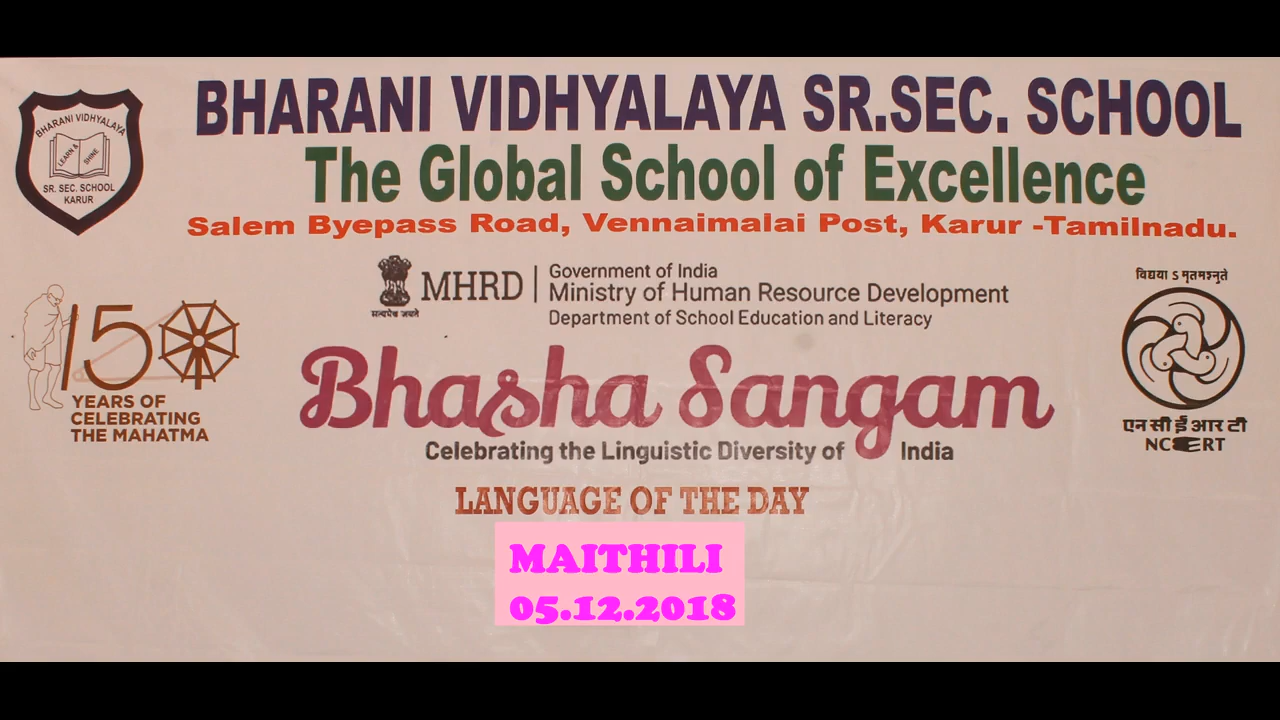 BHARANI VIDHYALAYA SR.SEC. SCHOOL
The Global School of Excellence
Salem Byepass Road, Vennaimalai Post, Karur -Tamilnadu.
BHARANI VIDHYALAYA
LEARN &
SHINE
SR. SEC. SCHOOL
KARUR
सत्यमेव जयते
MHRD
Government of India
Ministry of Human Resource Development
Department of School Education and Literacy
150
YEARS OF
CELEBRATING
THE MAHATMA
विद्यया ऽ मृतमश्नुते
एन सी ई आर टी
NCERT
Bhasha Sangam
Celebrating the Linguistic Diversity of India
LANGUAGE OF THE DAY
MAITHILI
05.12.2018